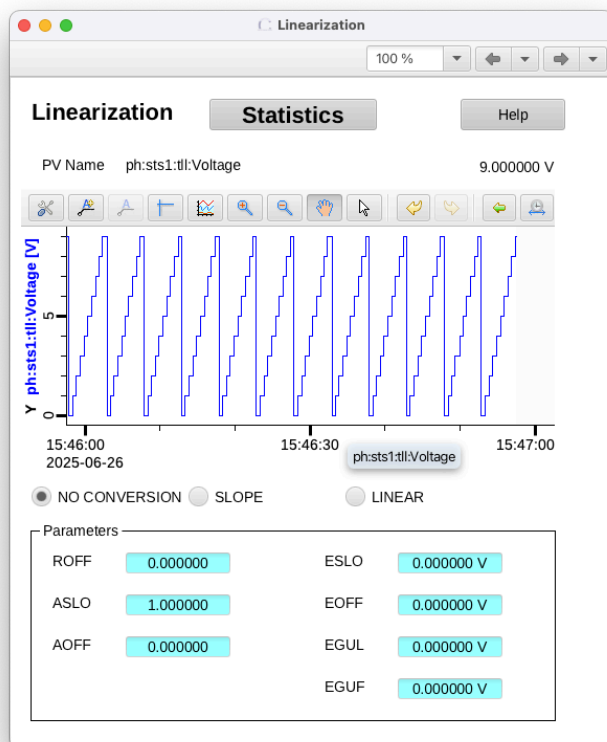 Linearization
100 %
Linearization Statistics Help
PV Name ph:sts1:tll:Voltage 9.000000 V
Y ph:sts1:tll:Voltage [V]
5
0
15:46:00 15:46:30 15:47:00
2025-06-26
ph:sts1:tll:Voltage
NO CONVERSION SLOPE LINEAR
Parameters
ROFF 0.000000 ESLO 0.000000 V
ASLO 1.000000 EOFF 0.000000 V
AOFF 0.000000 EGUL 0.000000 V
EGUF 0.000000 V